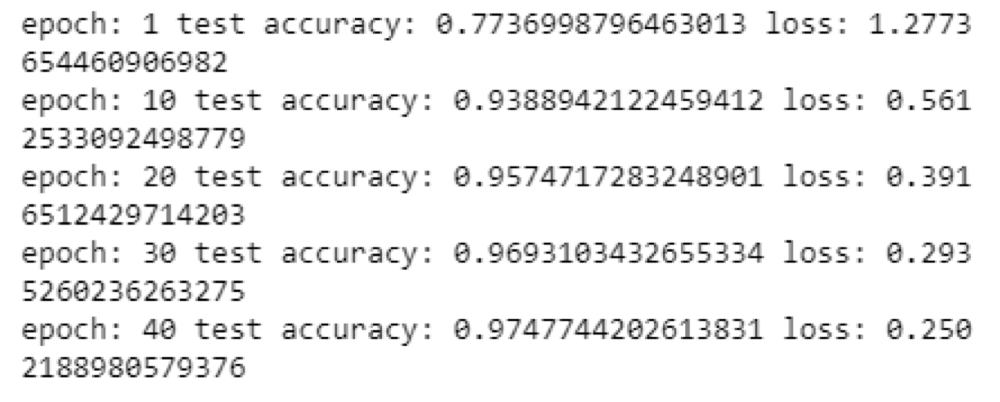 epoch: 1 test accuracy: 0.7736998796463013 loss: 1.2773
654460906982
epoch: 10 test accuracy: 0.9388942122459412 loss: 0.561
25333092498779
epoch: 20 test accuracy: 0.9574717283248901 loss: 0.391
6512429714203
epoch: 30 test accuracy: 0.9693103432655334 loss: 0.293
5260236263275
epoch: 40 test accuracy: 0.9747744202613831 loss: 0.250
2188980579376